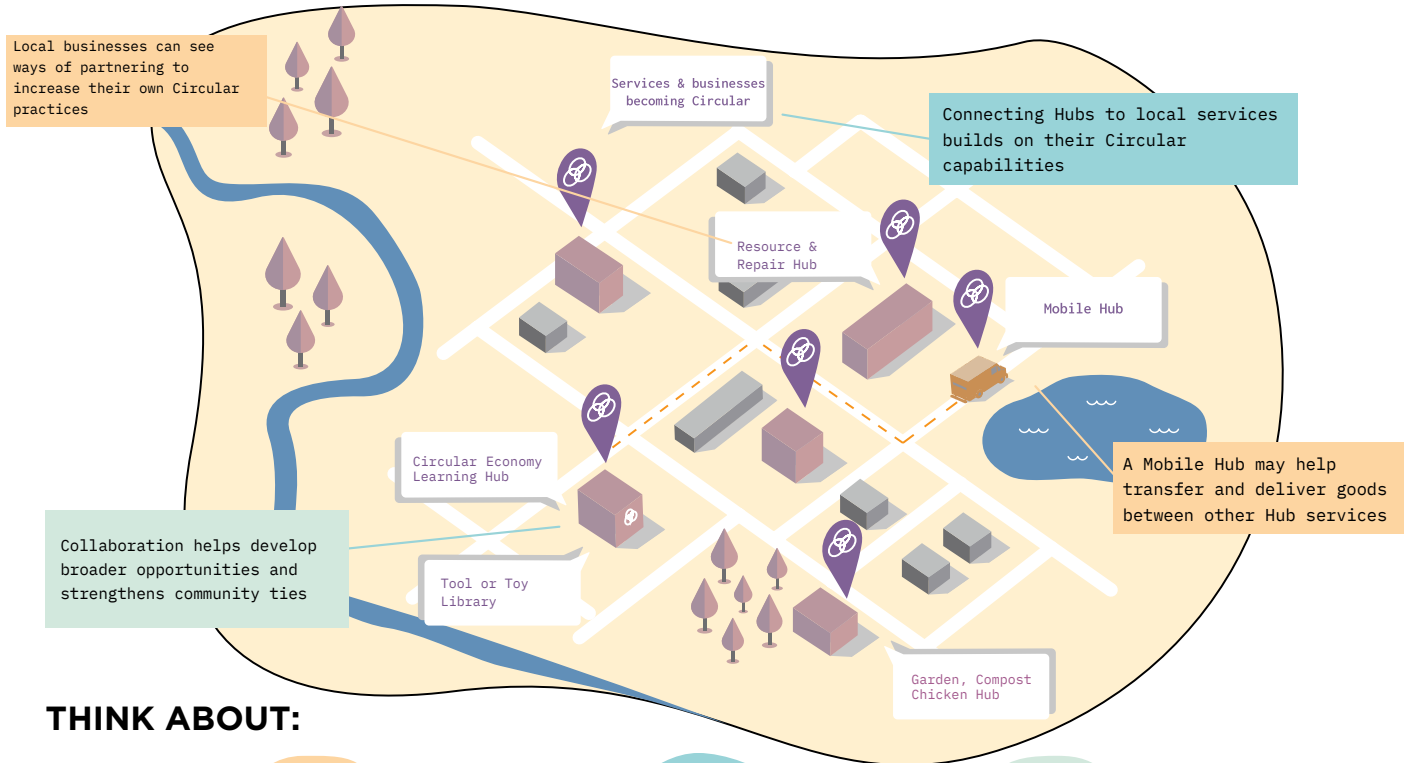 Local businesses can see
ways of partnering to
increase their own Circular
practices
Services & businesses
becoming Circular
Connecting Hubs to local services
builds on their Circular
capabilities
Resource &
Repair Hub
Mobile Hub
Circular Economy
Learning Hub
A Mobile Hub may help
transfer and deliver goods
between other Hub services
Collaboration helps develop
broader opportunities and
strengthens community ties
Tool or Toy
Library
Garden, Compost
Chicken Hub
THINK ABOUT: